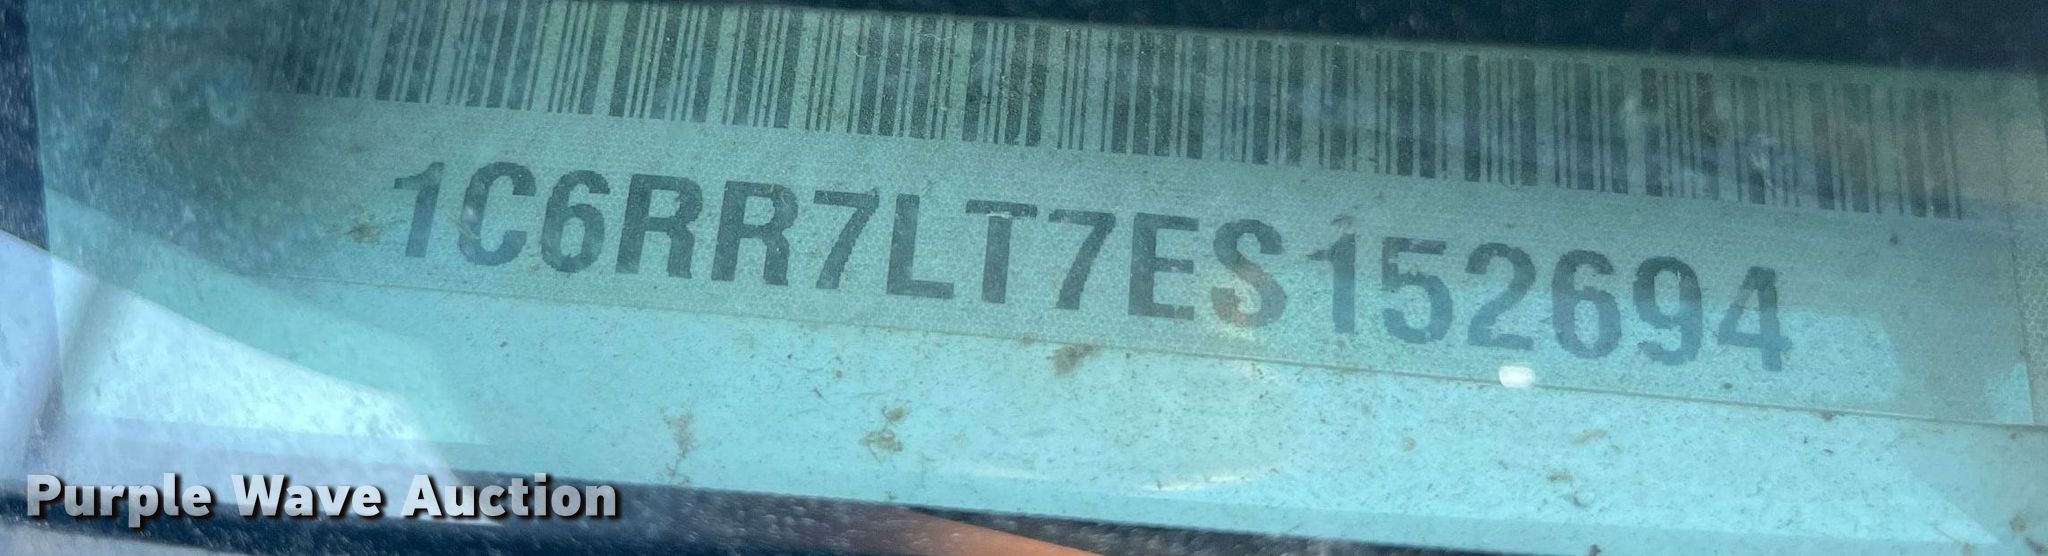 1C6RR7LT7ES152694
Purple Wave Auction